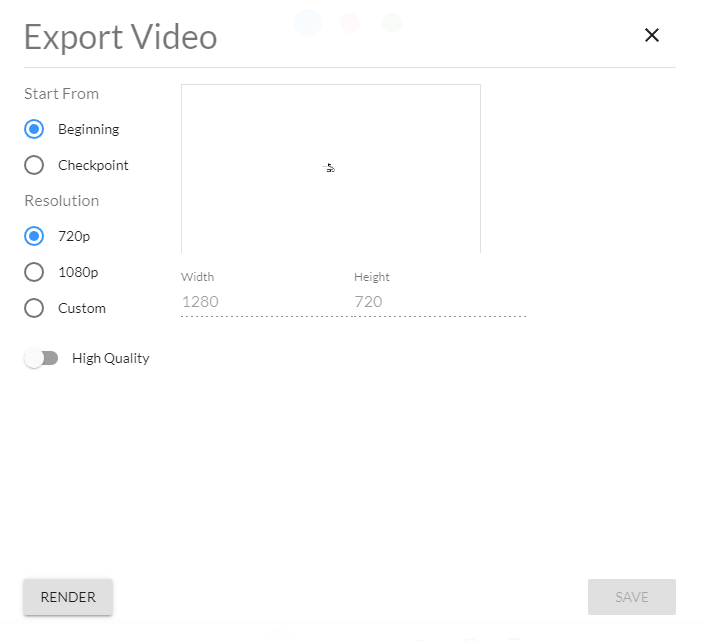 Export Video
Start From
Beginning
Checkpoint
Resolution
720p
1080p
Custom
Width
Height
1280
720
High Quality
RENDER
SAVE